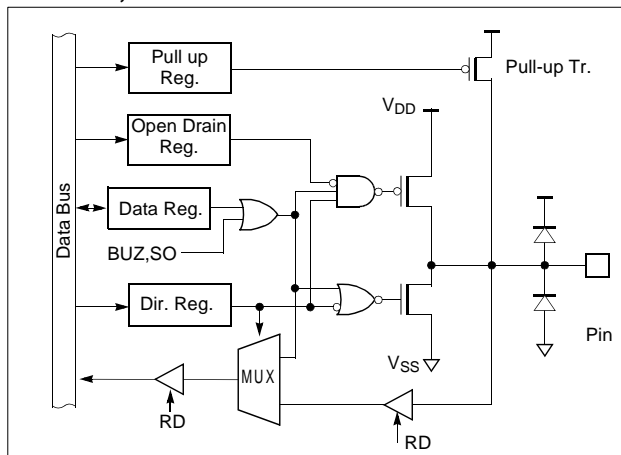 Pull up
Reg.
Pull-up Tr.
VDD
Open Drain
Reg.
Data Bus
Data Reg.
BUZ,SO
Dir. Reg.
MUX
VSS
Pin
RD
RD